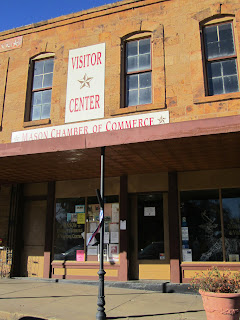 VISITOR
CENTER
MASON CHAMBER OF COMMERCE